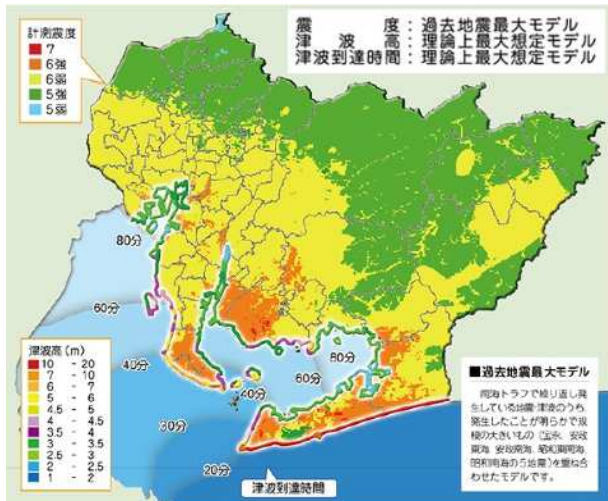 震度:過去地震最大モデル
津波高:理論上最大想定モデル
津波到達時間:理論上最大想定モデル
計測震度
7
6強
6弱
5強
5弱
80分
60分
40分
30分
20分
40分
60分
80分
津波到達時間
津波高(m)
10 - 20
7 - 10
6 - 7
5 - 6
4.5 - 5
4 - 4.5
3.5 - 4
3 - 3.5
2.5 - 3
2 - 2.5
1 - 2
■過去地震最大モデル
南海トラフで繰り返し発
生している地震・津波のうち、
発生したことが明らかで規
模の大きいもの(宝永、安政
東海、安政南海、昭和東南海、
昭和南海の5地震)を重ね合
わせたモデルです。